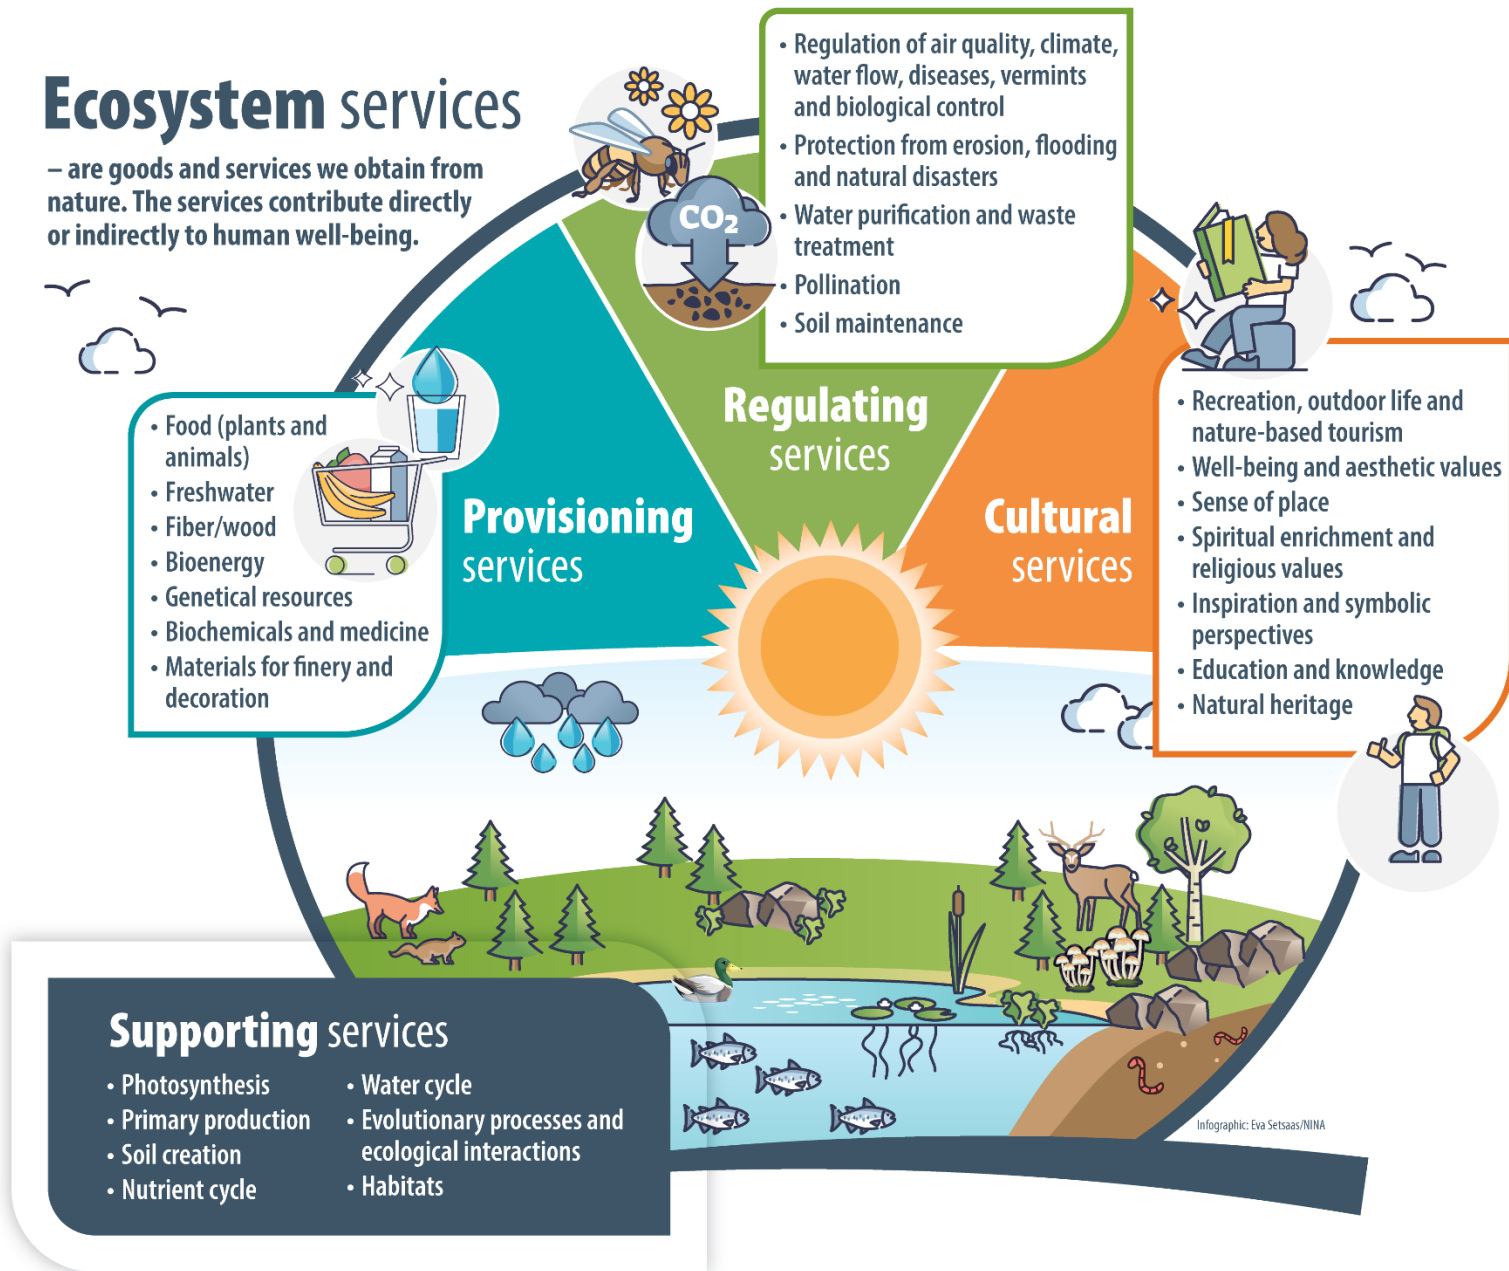 Ecosystem services
– are goods and services we obtain from
nature. The services contribute directly
or indirectly to human well-being.
• Regulation of air quality, climate,
water flow, diseases, vermints
and biological control
• Protection from erosion, flooding
and natural disasters
• Water purification and waste
treatment
• Pollination
• Soil maintenance
CO₂
Regulating
services
• Food (plants and
animals)
• Freshwater
• Fiber/wood
• Bioenergy
• Genetical resources
• Biochemicals and medicine
• Materials for finery and
decoration
Provisioning
services
Cultural
services
• Recreation, outdoor life and
nature-based tourism
• Well-being and aesthetic values
• Sense of place
• Spiritual enrichment and
religious values
• Inspiration and symbolic
perspectives
• Education and knowledge
• Natural heritage
Supporting services
• Photosynthesis
• Primary production
• Soil creation
• Nutrient cycle
• Water cycle
• Evolutionary processes and
ecological interactions
• Habitats
Infographic: Eva Setsaas/NINA